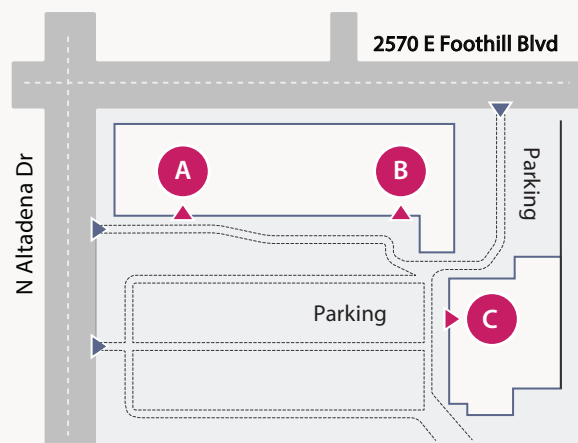 2570 E Foothill Blvd
A
B
Parking
N Altadena Dr
Parking
C